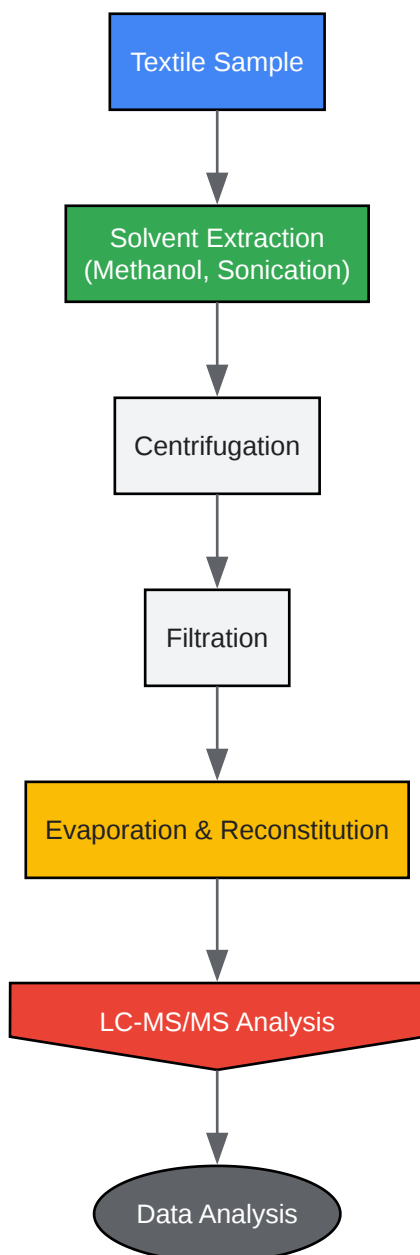 Textile Sample
Solvent Extraction
(Methanol, Sonication)
Centrifugation
Filtration
Evaporation & Reconstitution
LC-MS/MS Analysis
Data Analysis